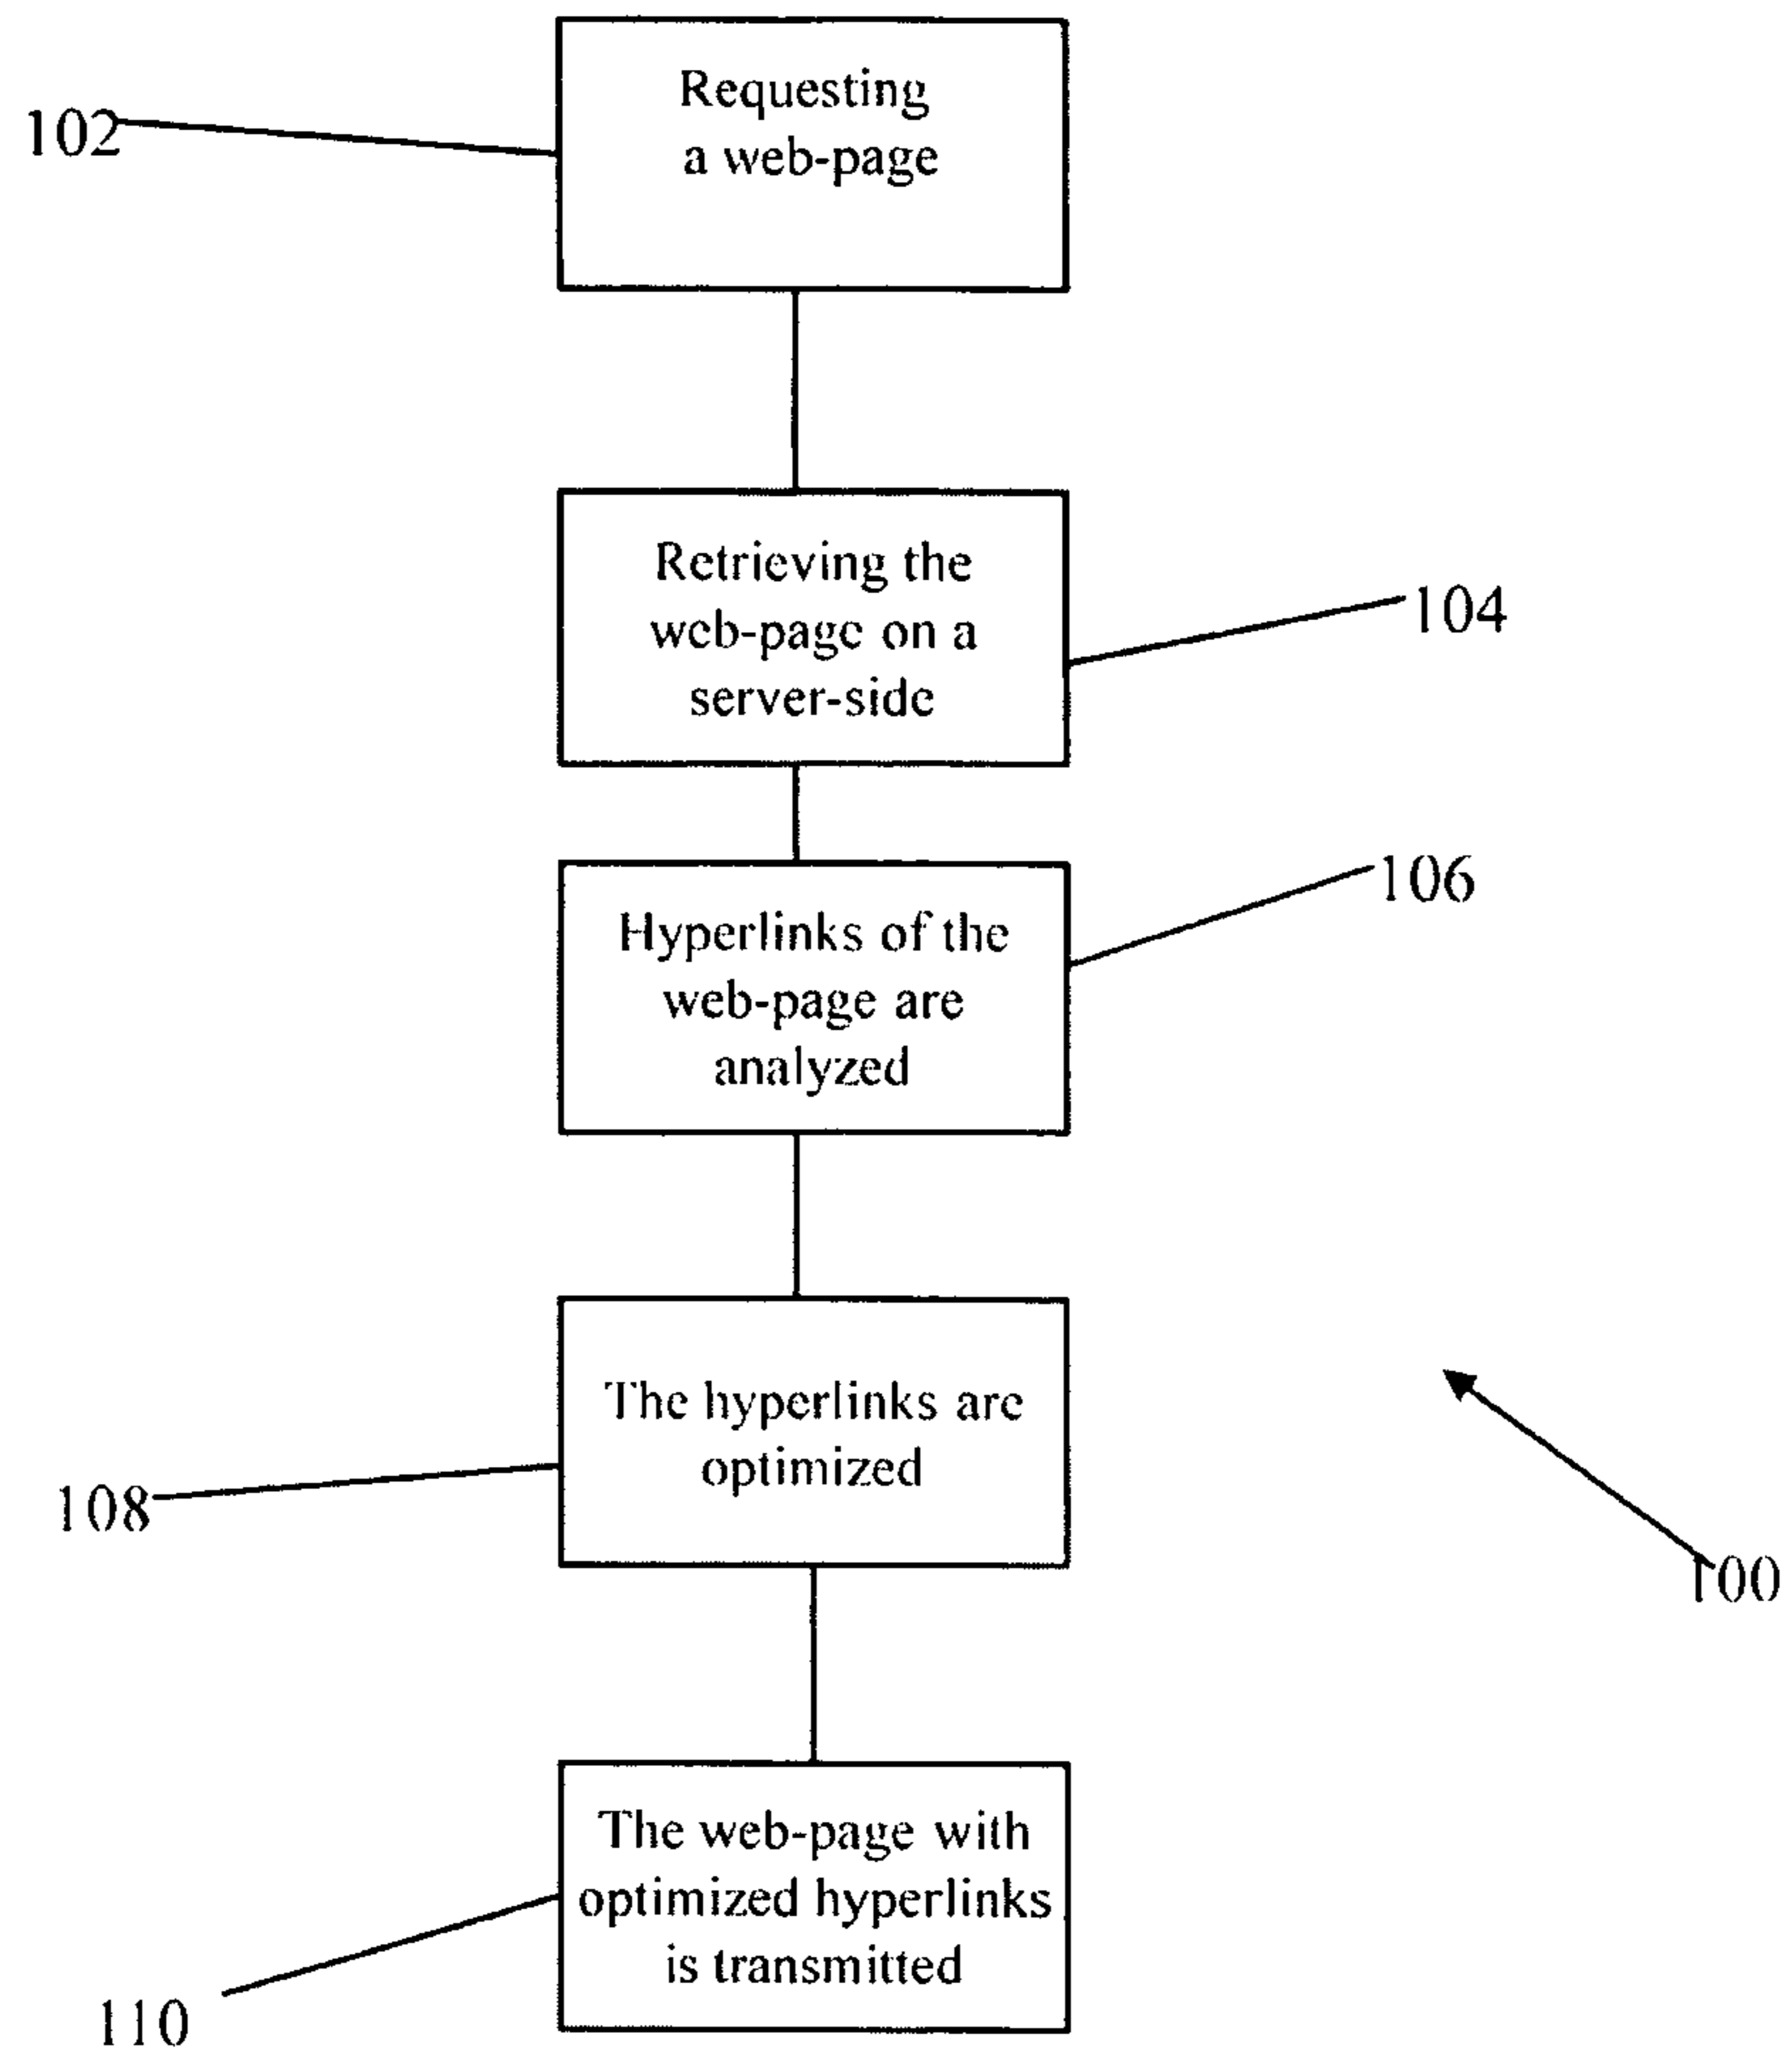 Requesting
a web-page
102
Retrieving the
web-page on a
server-side
104
106
Hyperlinks of the
web-page are
analyzed
The hyperlinks are
optimized
108
100
The web-page with
optimized hyperlinks
is transmitted
110